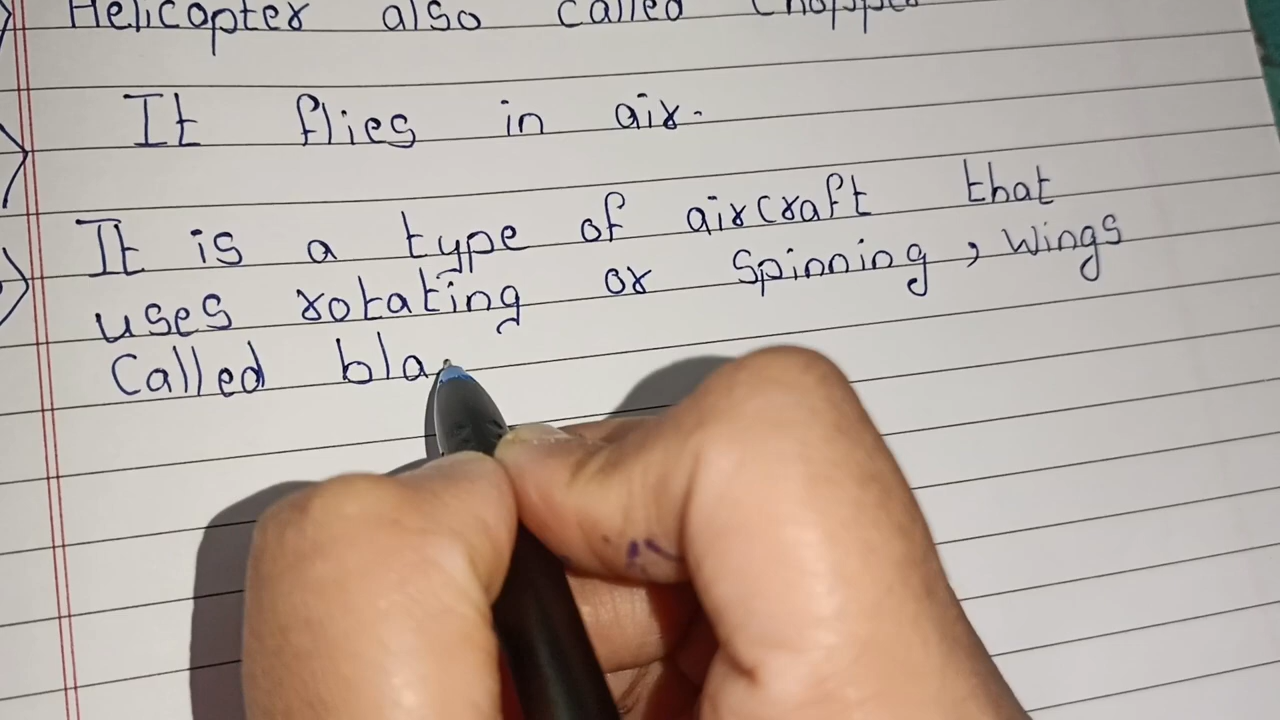 Helicopter also called Chopper
It flies in air.
It is a type of aircraft that
uses rotating or Spinning, wings
Called bla